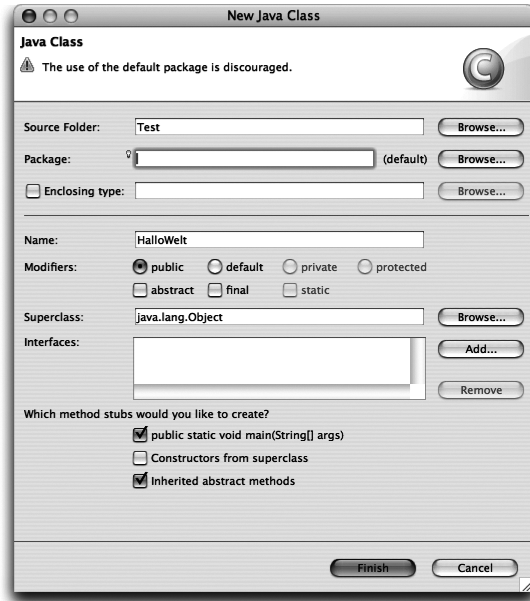 New Java Class
Java Class
The use of the default package is discouraged.
C
Source Folder: Test Browse...
Package: (default) Browse...
Enclosing type: Browse...
Name: HalloWelt
Modifiers: public default private protected
abstract final static
Superclass: java.lang.Object Browse...
Interfaces: Add...
Remove
Which method stubs would you like to create?
public static void main(String[] args)
Constructors from superclass
Inherited abstract methods
Finish Cancel